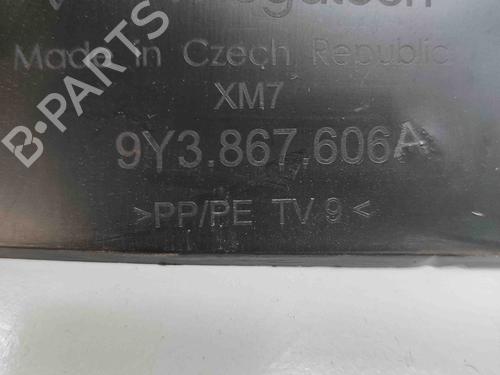 Made in Czech Republic
XM7
9Y3.867.606A
>PP/PE TV 9<
B-PARTS